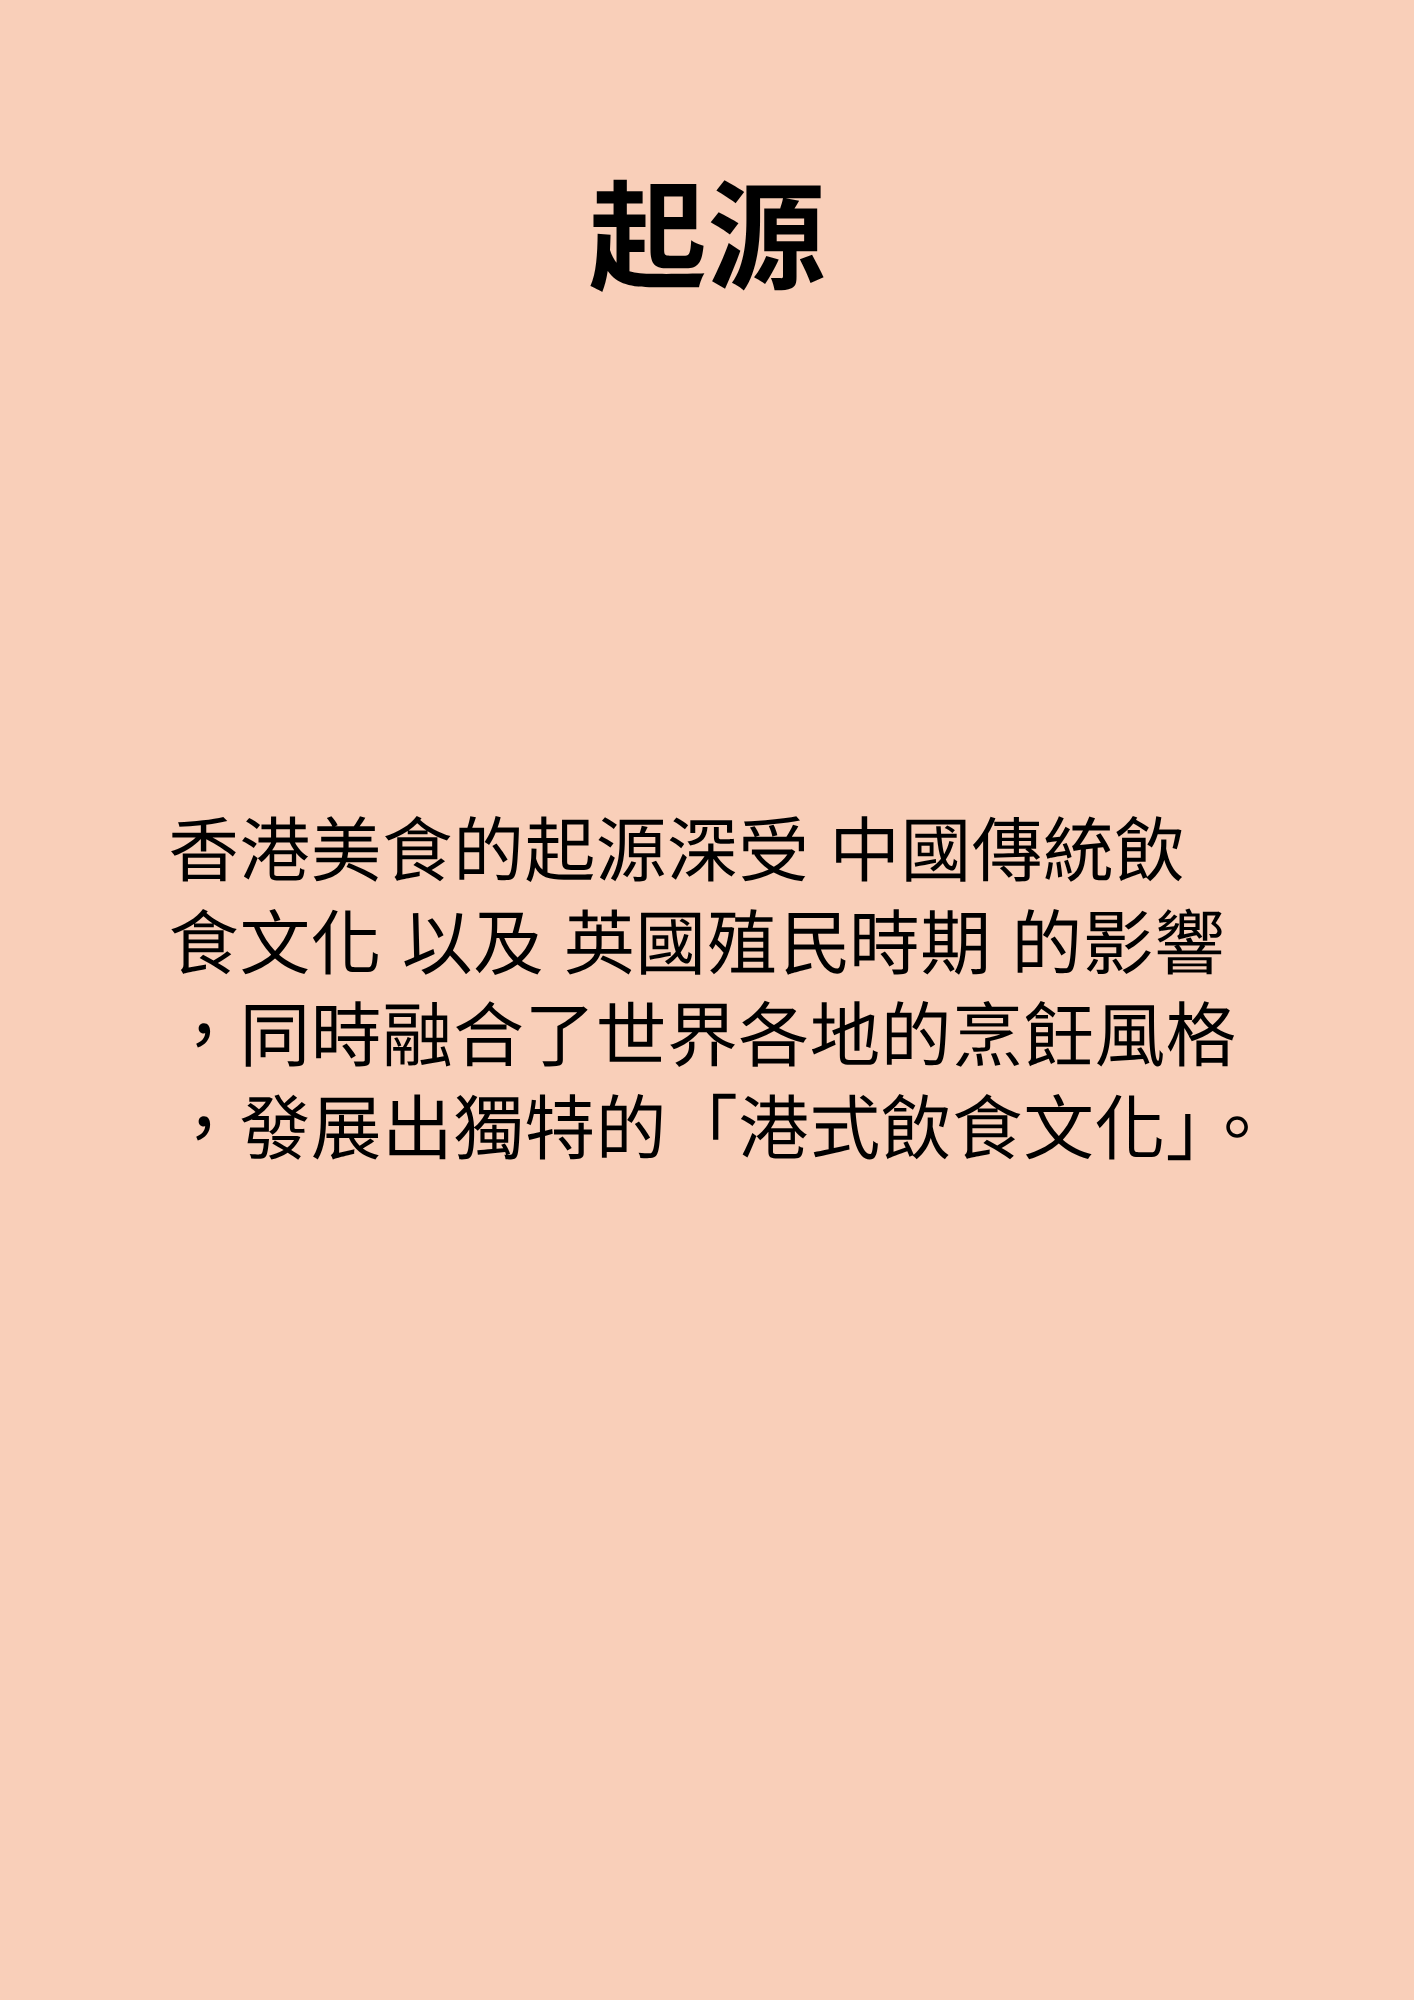 起源
香港美食的起源深受 中國傳統飲
食文化 以及 英國殖民時期 的影響
，同時融合了世界各地的烹飪風格
，發展出獨特的「港式飲食文化」。